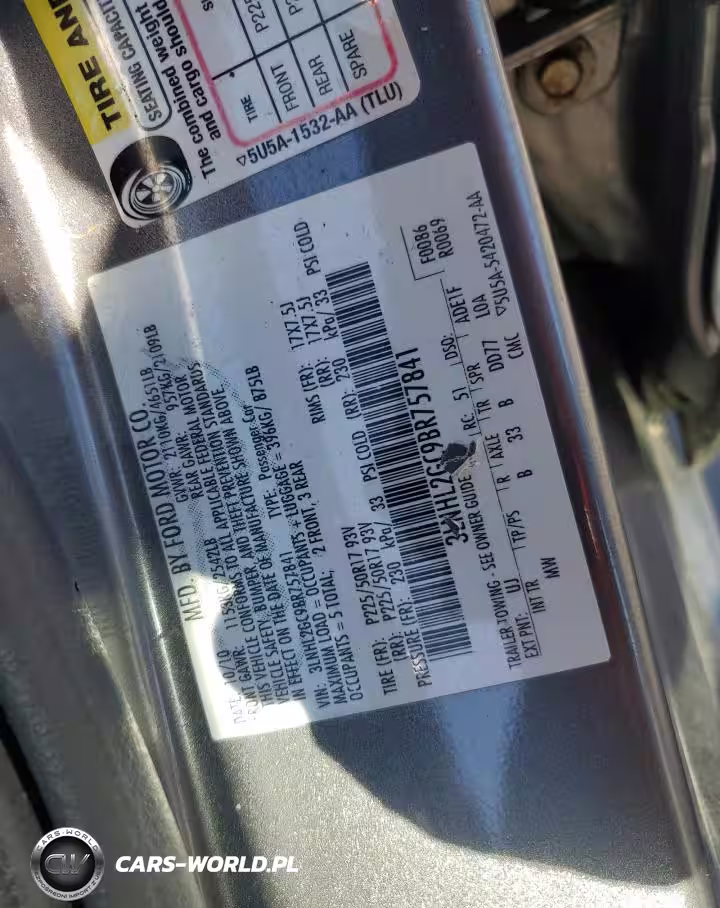 TIRE AND
SEATING CAPACITY
The combined weight
and cargo should
TIRE
FRONT P225
REAR
SPARE
▽5U5A-1532-AA (TLU)
MFD. BY FORD MOTOR CO.
DATE: 10/10 GVWR: 2110KG/4651LB
FRONT GAWR: 1153KG/2542LB REAR GAWR: 957KG/2109LB
THIS VEHICLE CONFORMS TO ALL APPLICABLE FEDERAL MOTOR
VEHICLE SAFETY, BUMPER, AND THEFT PREVENTION STANDARDS
IN EFFECT ON THE DATE OF MANUFACTURE SHOWN ABOVE.
VIN: 3LNHL2GC9BR757841 TYPE: Passenger Car
MAXIMUM LOAD = OCCUPANTS + LUGGAGE = 396KG/ 875LB
OCCUPANTS = 5 TOTAL; 2 FRONT, 3 REAR
TIRE (FR): P225/50R17 93V RIMS (FR): 17X7.5J
(RR): P225/50R17 93V (RR): 17X7.5J
PRESSURE (FR): 230 kPa/ 33 PSI COLD (RR): 230 kPa/ 33 PSI COLD
3LNHL2GC9BR757841
F0086
R0069
TRAILER TOWING - SEE OWNER GUIDE RC: 51 DSO: ADE1F
EXT PNT: UJ TP/PS R AXLE TR SPR LOA
INT TR B 33 B DD77
MW CMC ▽5U5A-5420472-AA
CARS-WORLD
CW
CARS-WORLD.PL